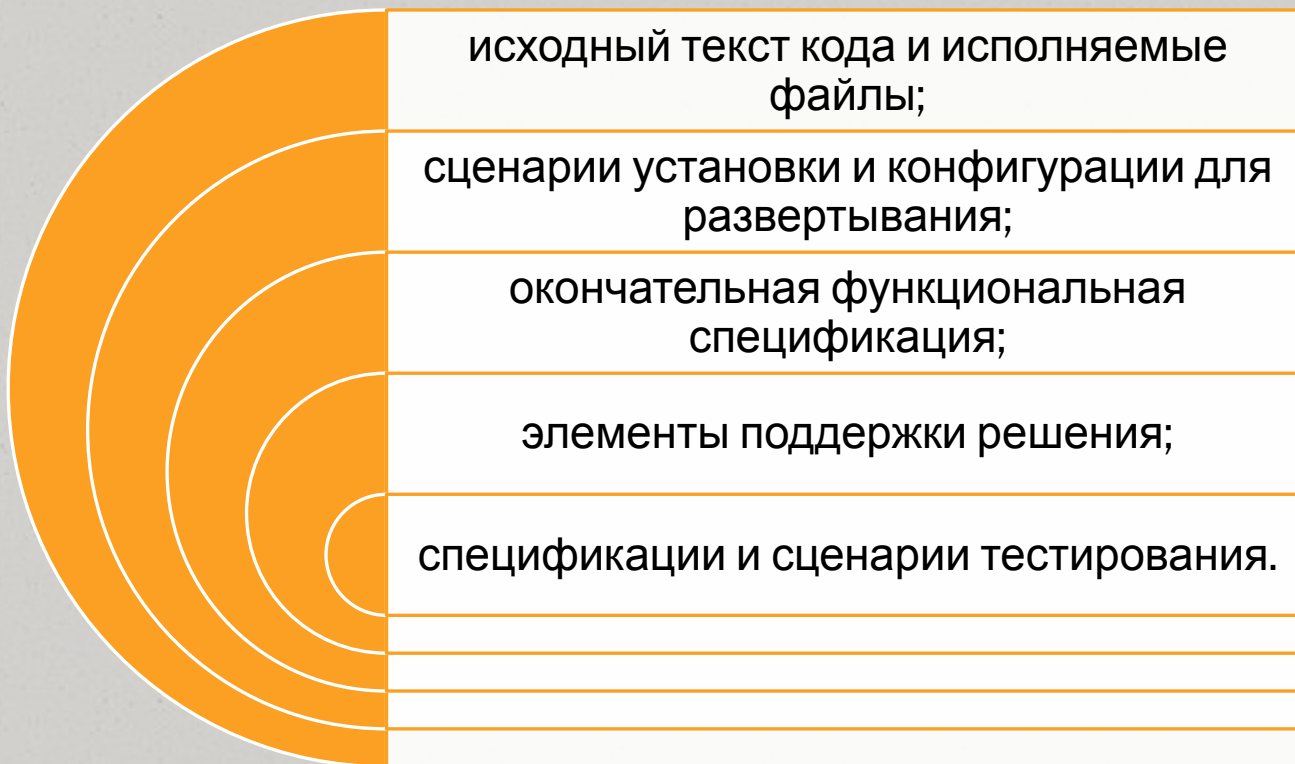 исходный текст кода и исполняемые
файлы;
сценарии установки и конфигурации для
развертывания;
окончательная функциональная
спецификация;
элементы поддержки решения;
спецификации и сценарии тестирования.